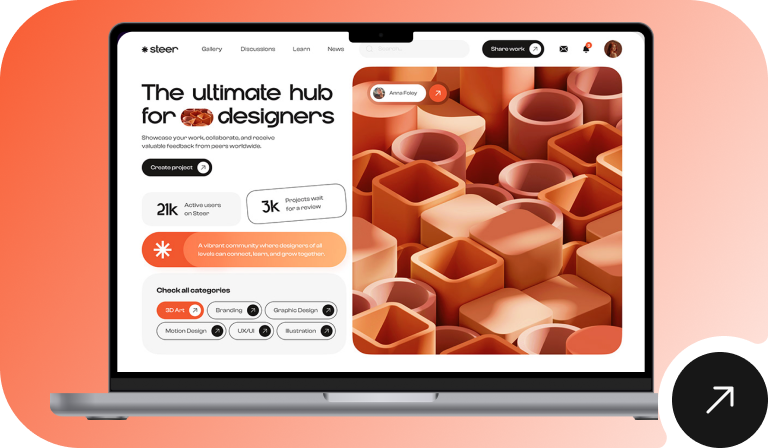 steer
Gallery
Discussions
Learn
News
Search...
Share work
The ultimate hub
for designers
Showcase your work, collaborate, and receive
valuable feedback from peers worldwide.
Create project
21k
Active users
on Steer
3k
Projects wait
for a review
A vibrant community where designers of all
levels can connect, learn, and grow together.
Check all categories
3D Art
Branding
Graphic Design
Motion Design
UX/UI
Illustration
Anna Foley